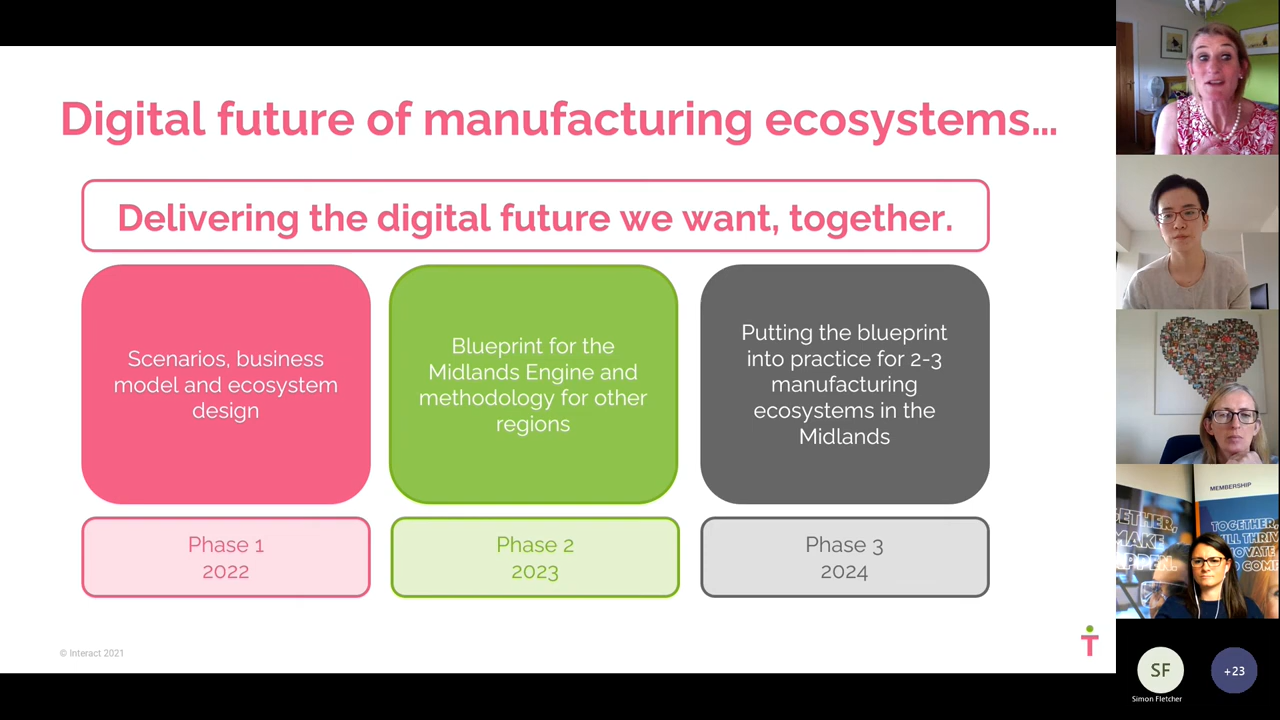 Digital future of manufacturing ecosystems...
Delivering the digital future we want, together.
Scenarios, business
model and ecosystem
design
Blueprint for the
Midlands Engine and
methodology for other
regions
Putting the blueprint
into practice for 2-3
manufacturing
ecosystems in the
Midlands
Phase 1
2022
Phase 2
2023
Phase 3
2024
© Interact 2021
MEMBERSHIP
MAKE
TOGETHER,
SF
+23
Simon Fletcher